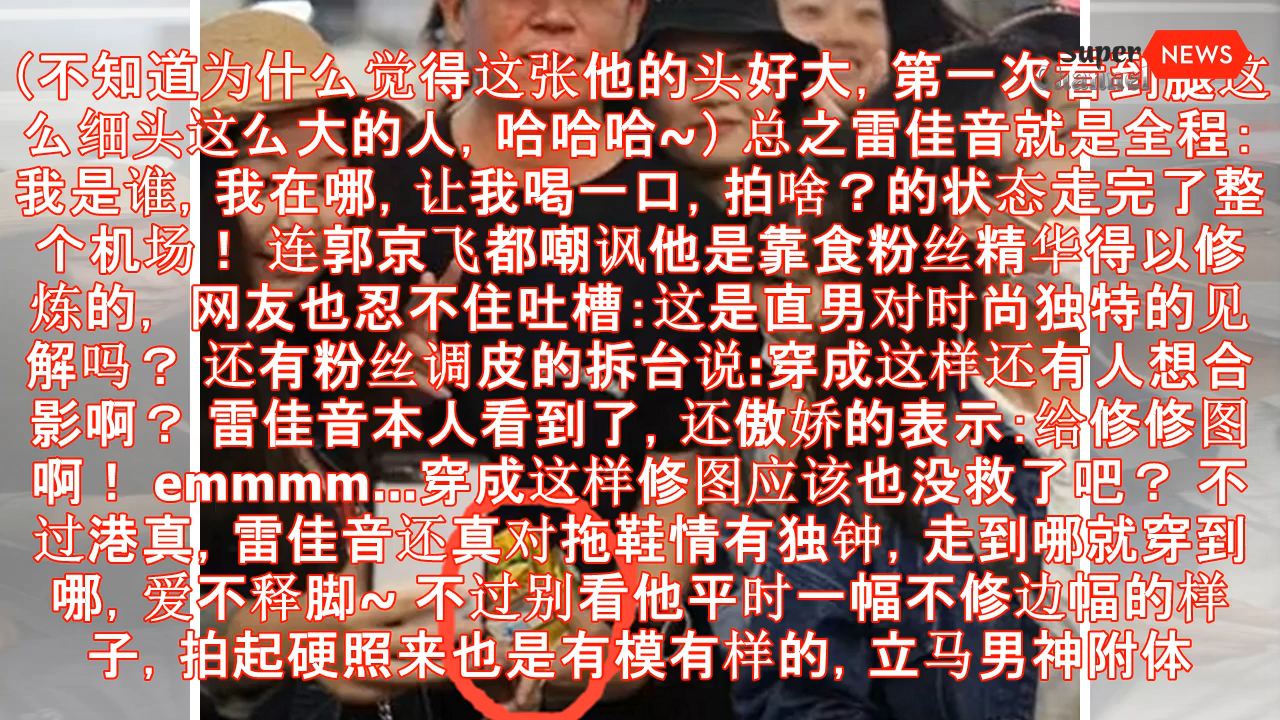 Super
Channel
NEWS
(不知道为什么觉得这张他的头好大, 第一次看到腿这
么细头这么大的人, 哈哈哈~) 总之雷佳音就是全程:
我是谁, 我在哪, 让我喝一口, 拍啥？的状态走完了整
个机场！ 连郭京飞都嘲讽他是靠食粉丝精华得以修
炼的, 网友也忍不住吐槽:这是直男对时尚独特的见
解吗？ 还有粉丝调皮的拆台说:穿成这样还有人想合
影啊？ 雷佳音本人看到了, 还傲娇的表示:给修修图
啊！ emmmm...穿成这样修图应该也没救了吧？ 不
过港真, 雷佳音还真对拖鞋情有独钟, 走到哪就穿到
哪, 爱不释脚~ 不过别看他平时一幅不修边幅的样
子, 拍起硬照来也是有模有样的, 立马男神附体